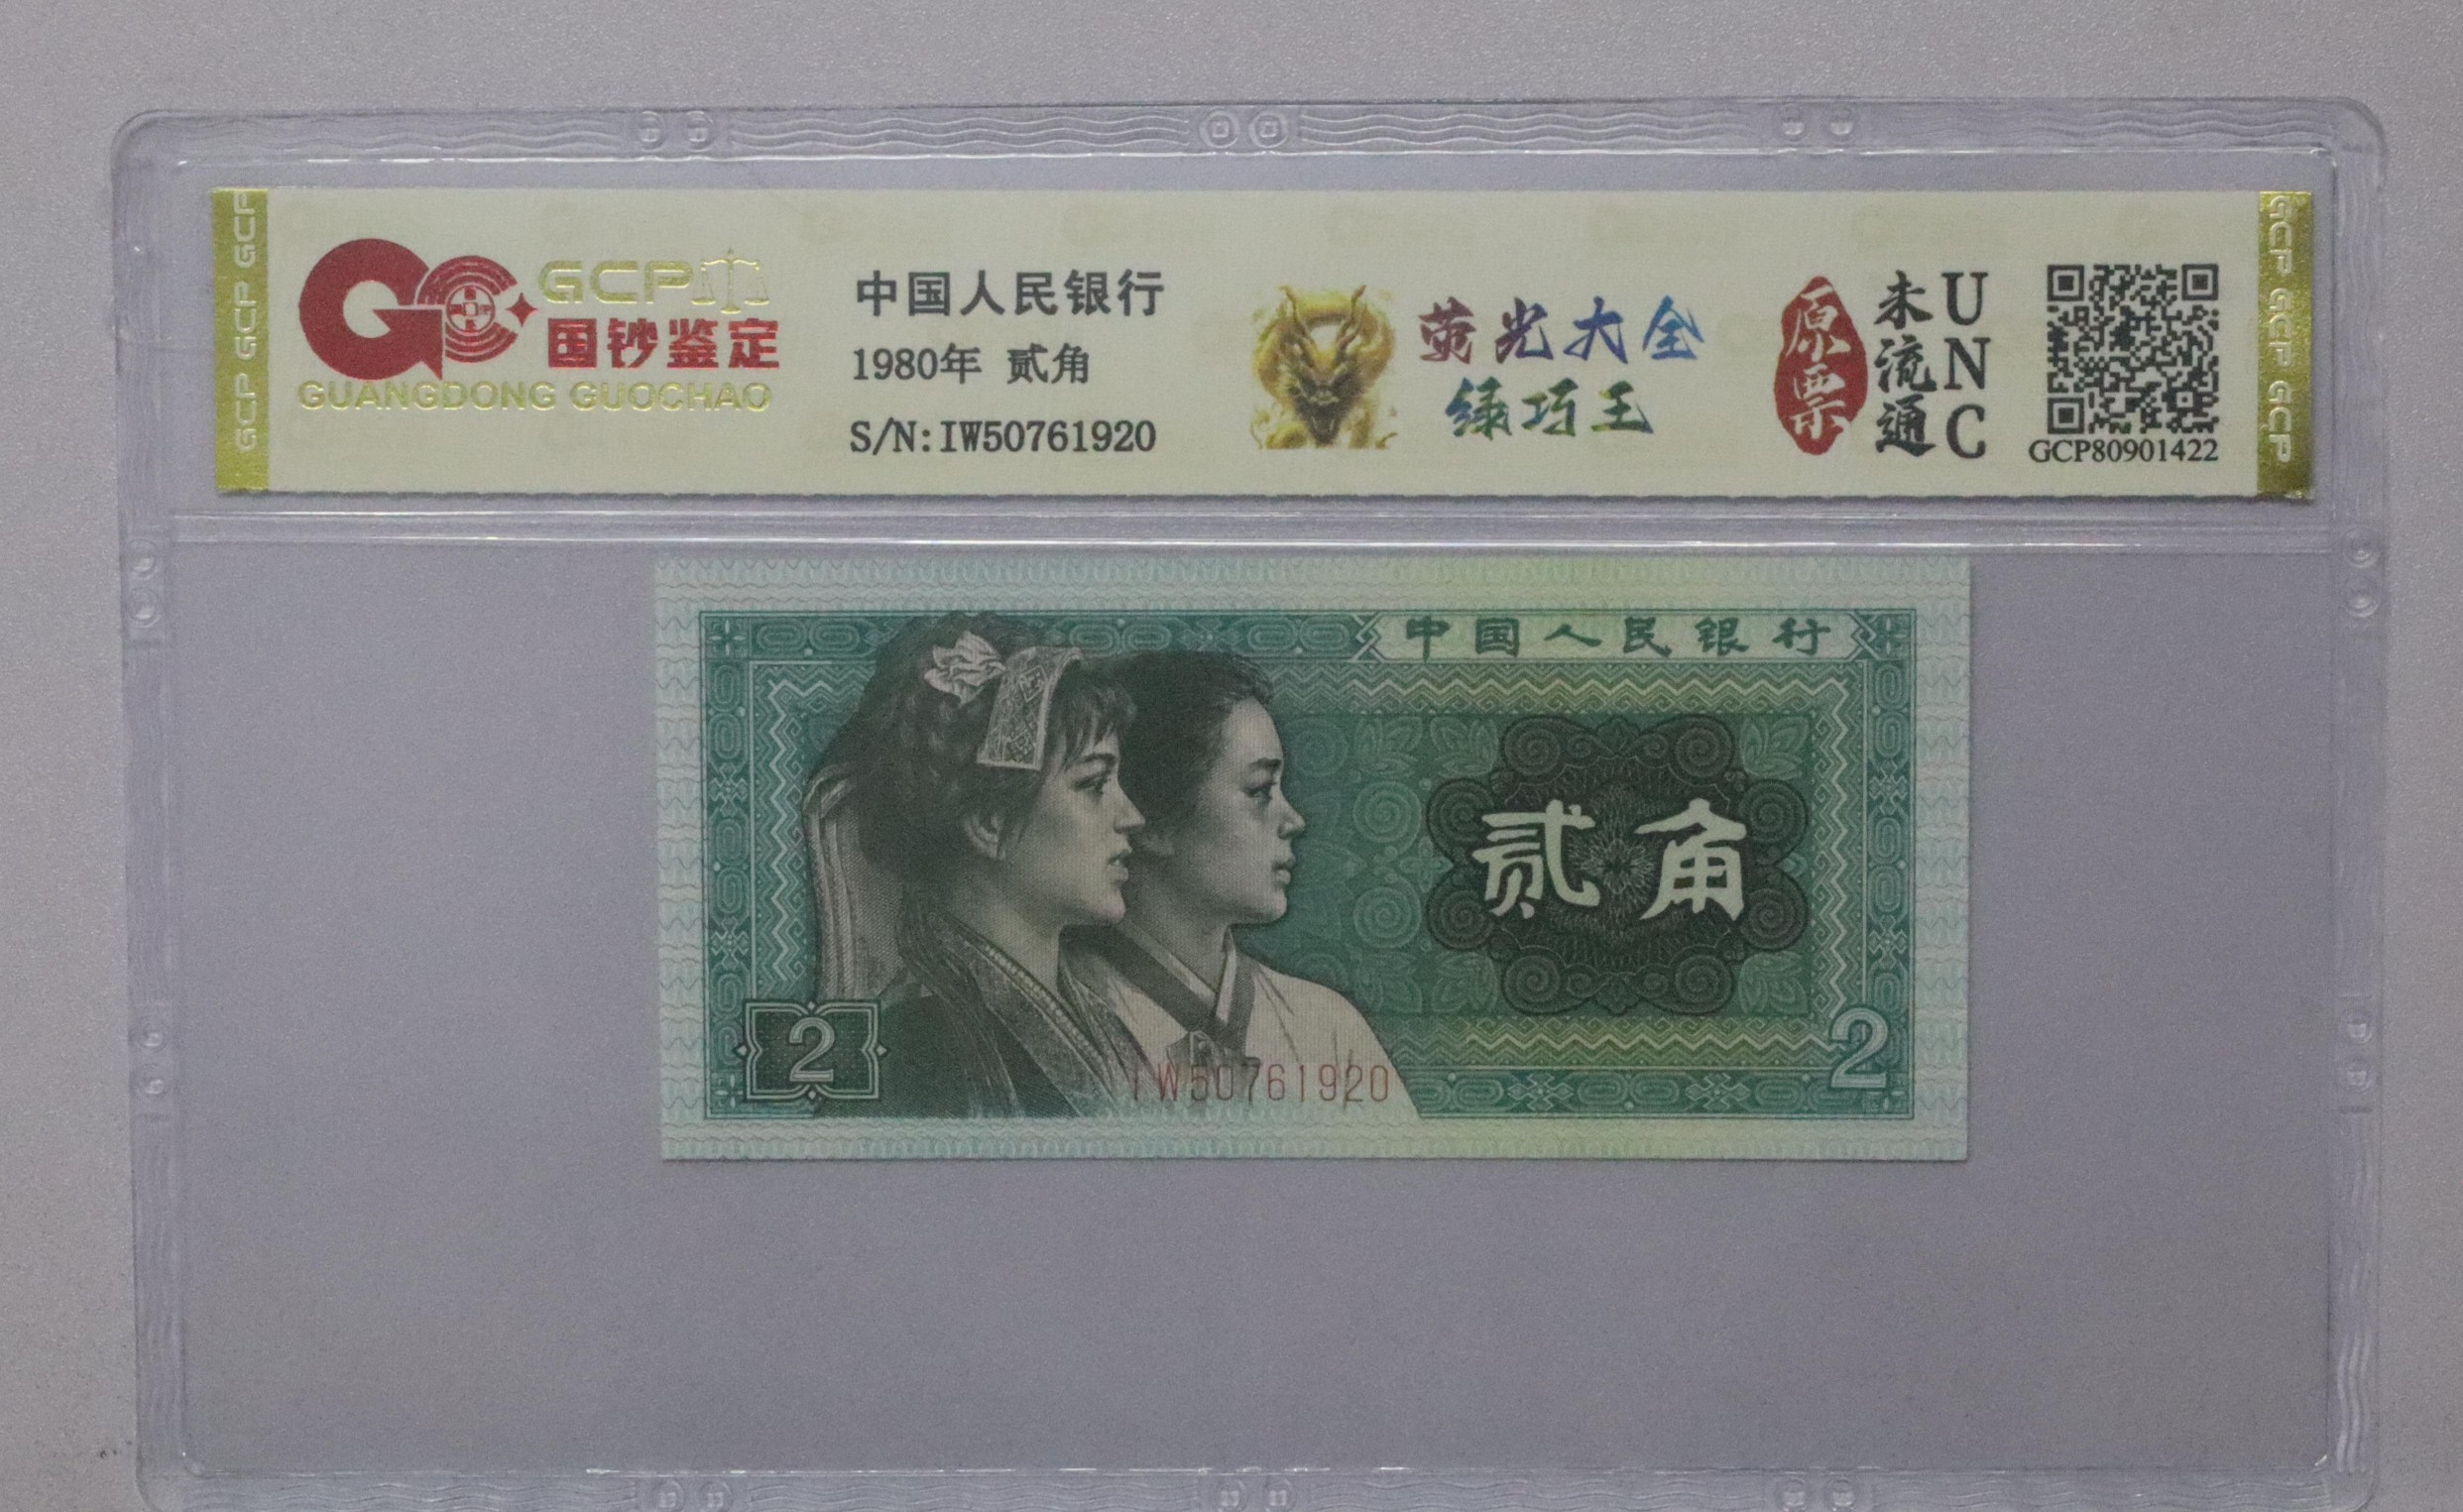 GCP GCP GCP
GCP
国钞鉴定
GUANGDONG GUOCHAO
中国人民银行
1980年 贰角
S/N:IW50761920
荧光大全
绿巧王
原票
未流通
UNC
GCP80901422
GCP GCP GCP
中国人民银行
贰角
2
IW50761920
2